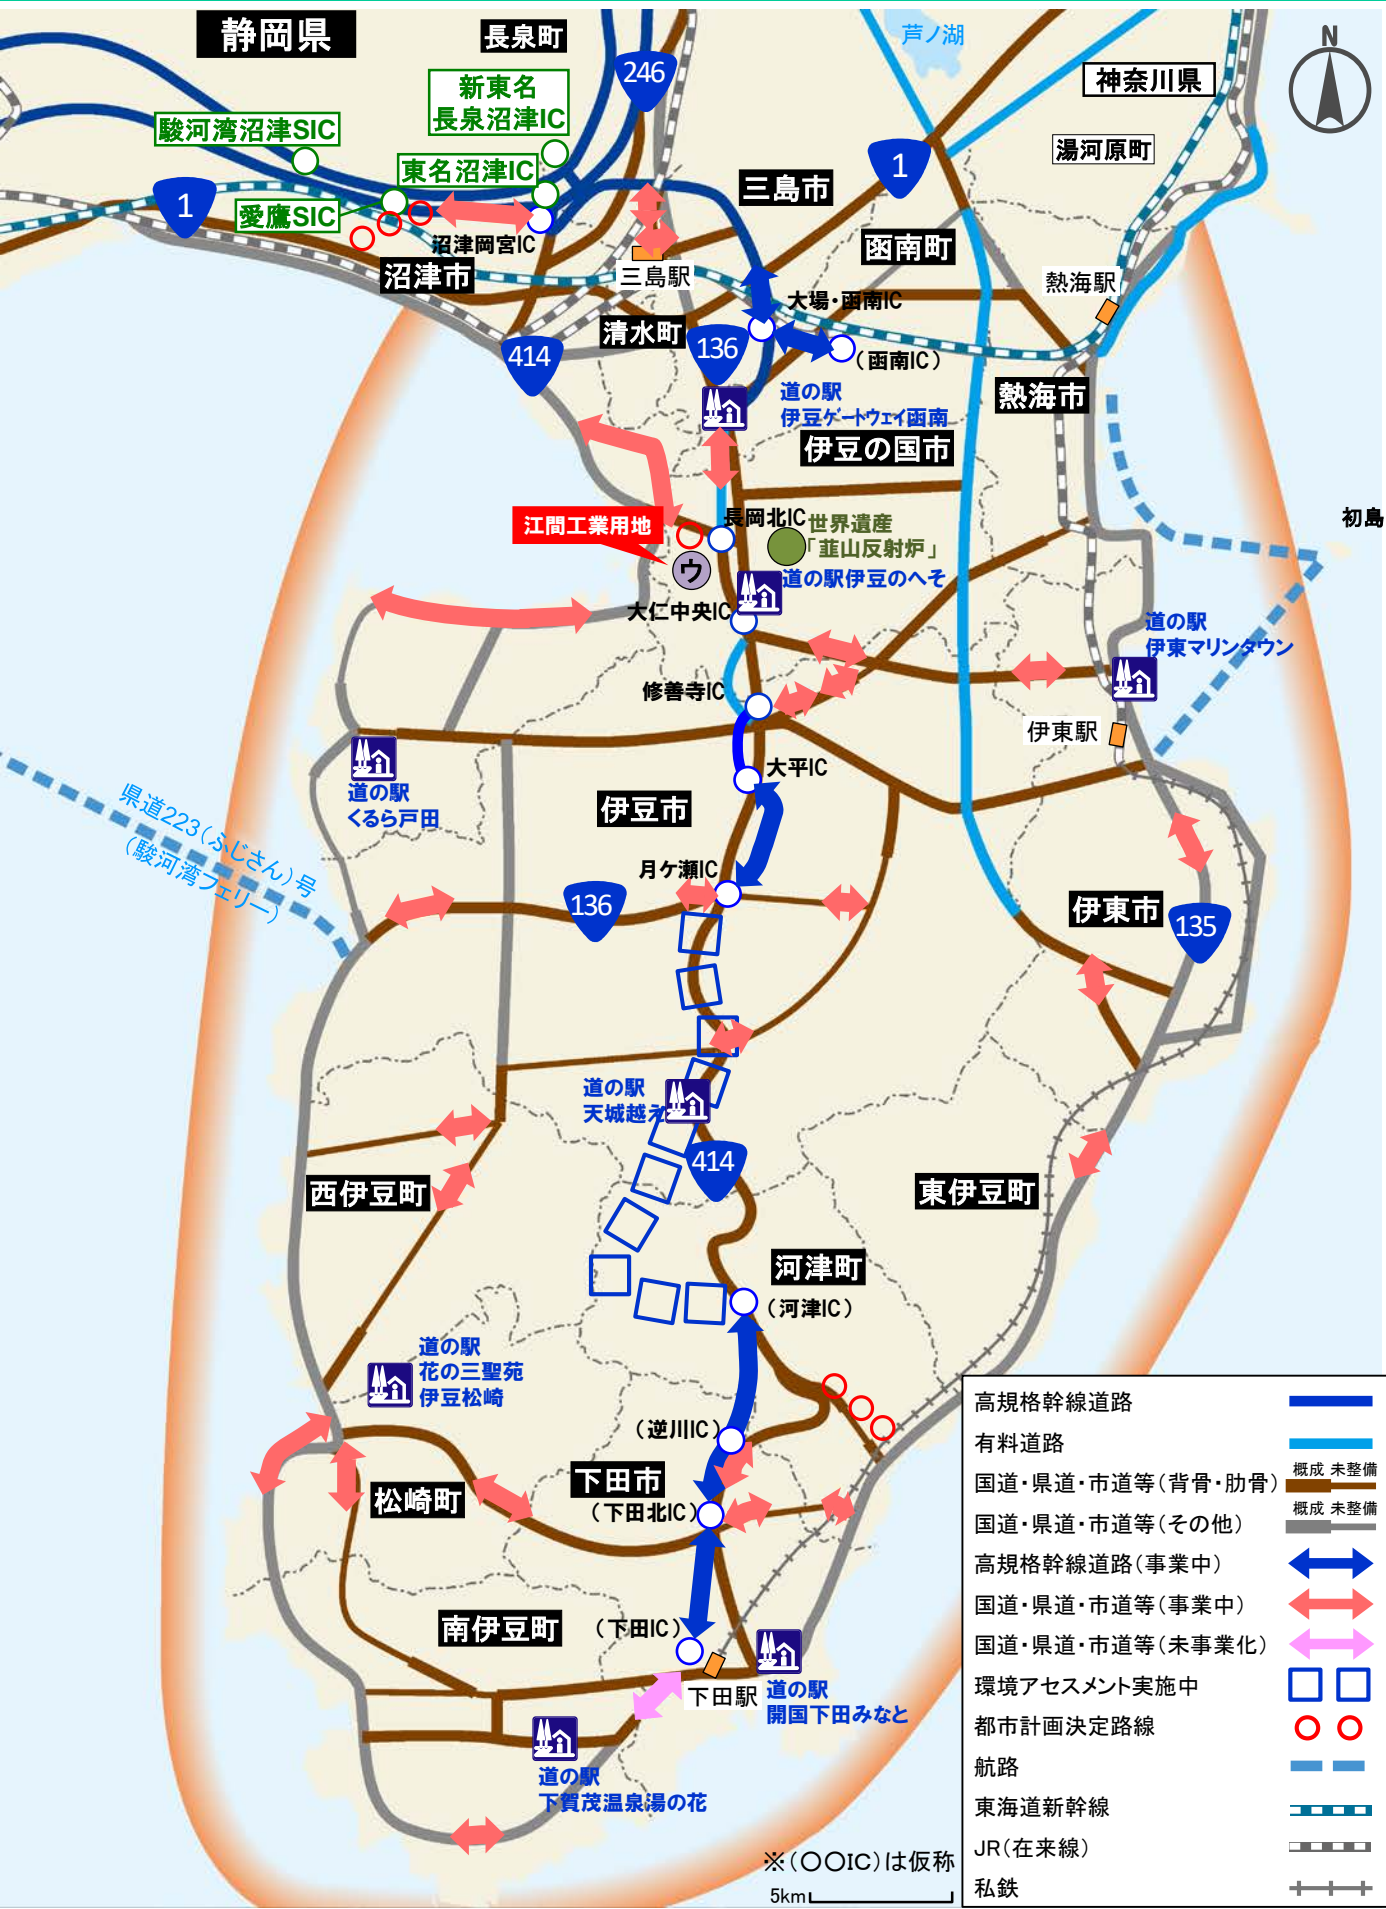 静岡県
長泉町
246
芦ノ湖
N
神奈川県
新東名
長泉沼津IC
駿河湾沼津SIC
東名沼津IC
湯河原町
1
三島市
1
愛鷹SIC
沼津岡宮IC
函南町
沼津市
三島駅
熱海駅
大場・函南IC
清水町
136
414
(函南IC)
道の駅
伊豆ゲートウェイ函南
熱海市
伊豆の国市
江間工業用地
長岡北IC
世界遺産
「韮山反射炉」
初島
ウ
道の駅伊豆のへそ
大仁中央IC
道の駅
伊東マリンタウン
修善寺IC
伊東駅
大平IC
道の駅
くるら戸田
伊豆市
県道223(ふじさん)号
(駿河湾フェリー)
月ケ瀬IC
136
伊東市
135
道の駅
天城越え
414
西伊豆町
東伊豆町
河津町
(河津IC)
道の駅
花の三聖苑
伊豆松崎
(逆川IC)
下田市
松崎町
(下田北IC)
南伊豆町
(下田IC)
下田駅
道の駅
開国下田みなと
道の駅
下賀茂温泉湯の花
※(〇〇IC)は仮称
5km
高規格幹線道路
有料道路
国道・県道・市道等(背骨・肋骨)
概成 未整備
国道・県道・市道等(その他)
概成 未整備
高規格幹線道路(事業中)
国道・県道・市道等(事業中)
国道・県道・市道等(未事業化)
環境アセスメント実施中
都市計画決定路線
航路
東海道新幹線
JR(在来線)
私鉄